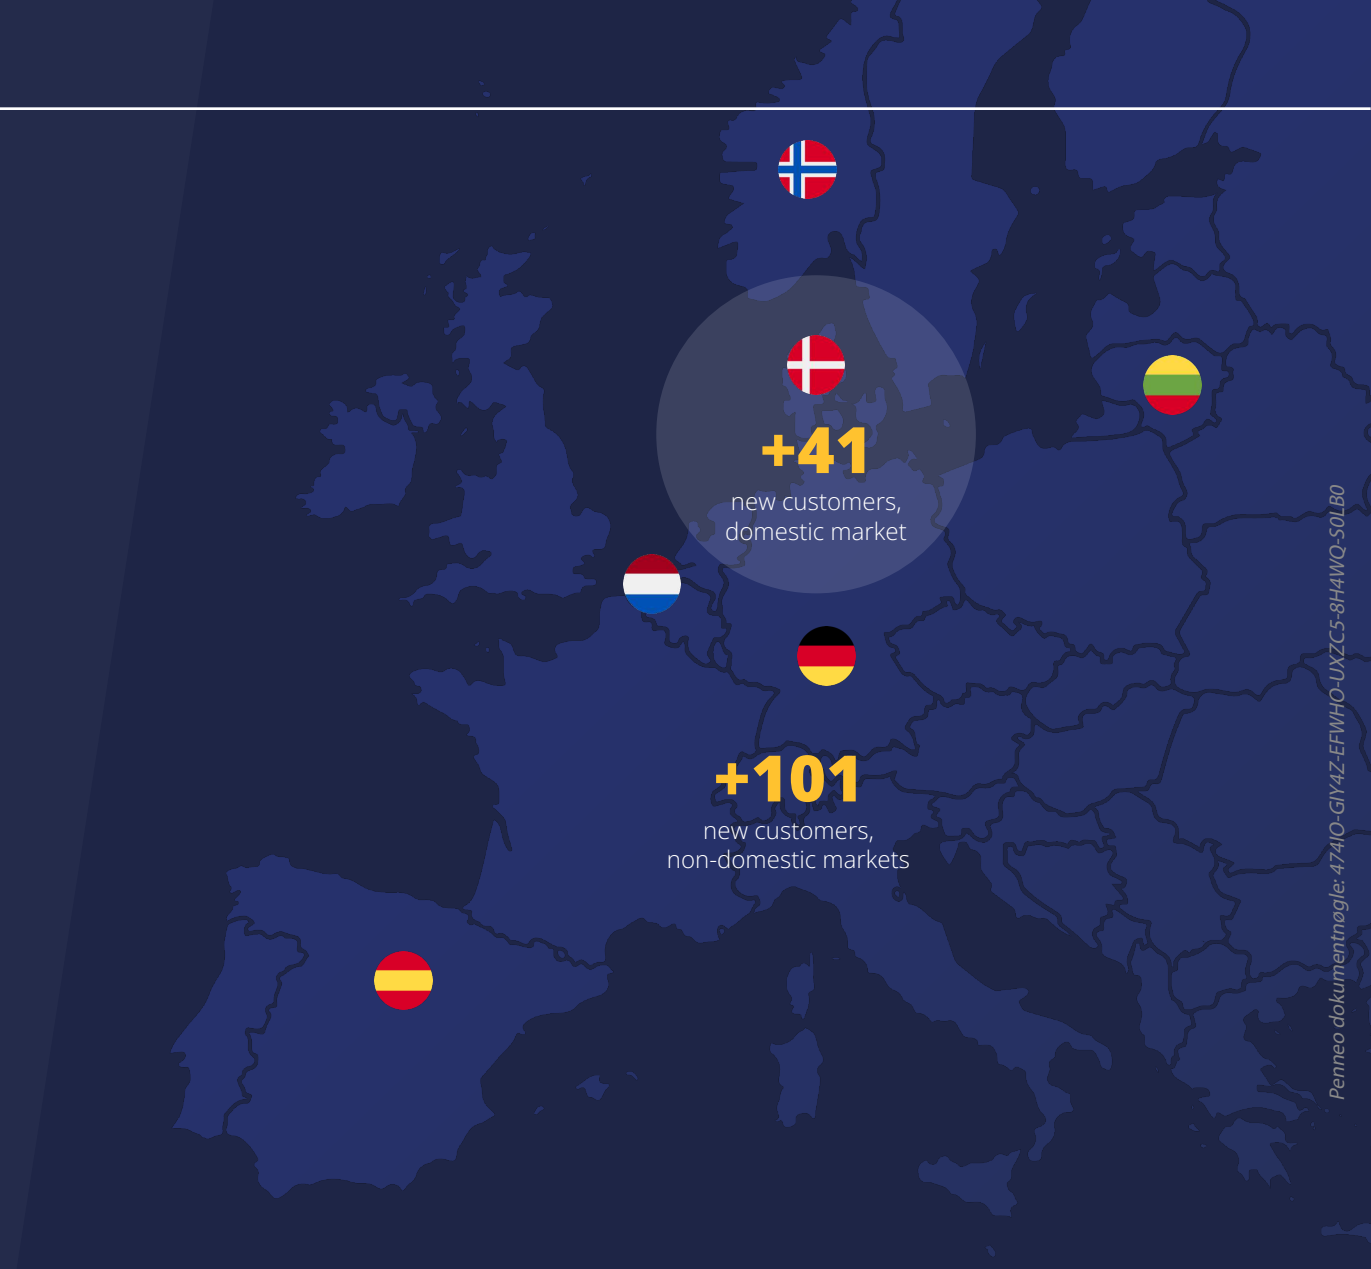 +41
new customers,
domestic market
+101
new customers,
non-domestic markets
Penneo dokumentnøgle: 474IO-GIY4Z-EFWHO-UXZC5-8H4WQ-S0LB0